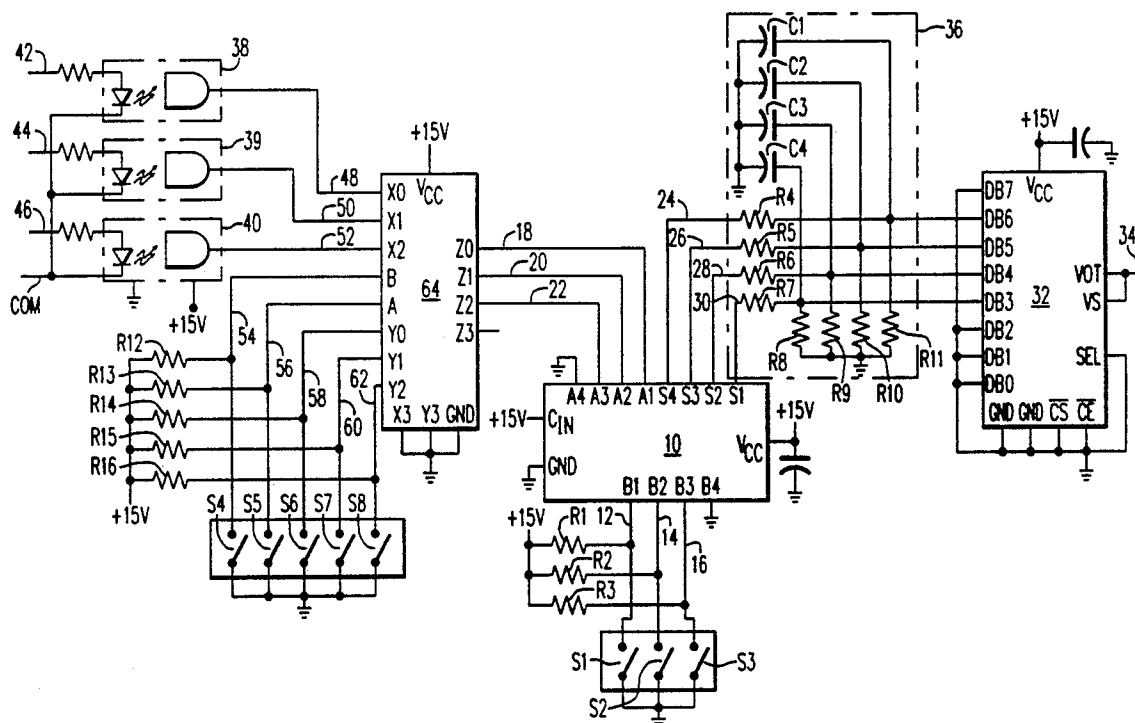 42
38
44
39
46
40
COM
+15V
48
50
52
54
56
58
60
62
+15V
V CC
X0
X1
X2
B
A
Y0
Y1
Y2
X3 Y3 GND
64
Z0
Z1
Z2
Z3
18
20
22
R12
R13
R14
R15
R16
+15V
S4 S5 S6 S7 S8
24
26
28
30
C1
C2
C3
C4
36
R4
R5
R6
R7
R8
R9
R10
R11
A4 A3 A2 A1 S4 S3 S2 S1
+15V
C IN
10
V CC
+15V
GND
B1 B2 B3 B4
+15V
R1
R2
R3
12
14
16
S1
S2
S3
+15V
V CC
DB7
DB6
DB5
DB4
DB3
DB2
DB1
DB0
32
VOT
VS
SEL
34
GND GND CS CE